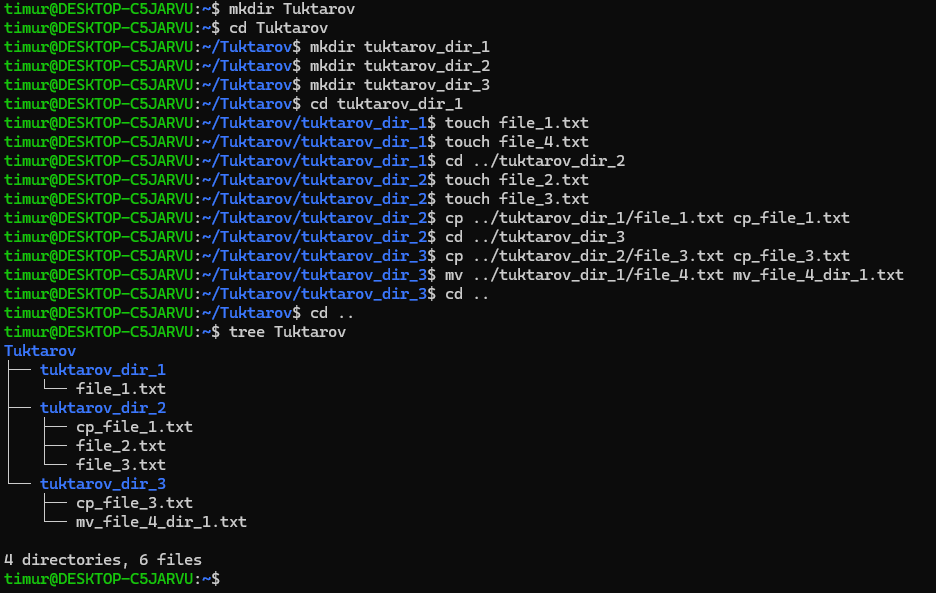 timur@DESKTOP-C5JARVU:~$ mkdir Tuktarov
timur@DESKTOP-C5JARVU:~$ cd Tuktarov
timur@DESKTOP-C5JARVU:~/Tuktarov$ mkdir tuktarov_dir_1
timur@DESKTOP-C5JARVU:~/Tuktarov$ mkdir tuktarov_dir_2
timur@DESKTOP-C5JARVU:~/Tuktarov$ mkdir tuktarov_dir_3
timur@DESKTOP-C5JARVU:~/Tuktarov$ cd tuktarov_dir_1
timur@DESKTOP-C5JARVU:~/Tuktarov/tuktarov_dir_1$ touch file_1.txt
timur@DESKTOP-C5JARVU:~/Tuktarov/tuktarov_dir_1$ touch file_4.txt
timur@DESKTOP-C5JARVU:~/Tuktarov/tuktarov_dir_1$ cd ../tuktarov_dir_2
timur@DESKTOP-C5JARVU:~/Tuktarov/tuktarov_dir_2$ touch file_2.txt
timur@DESKTOP-C5JARVU:~/Tuktarov/tuktarov_dir_2$ touch file_3.txt
timur@DESKTOP-C5JARVU:~/Tuktarov/tuktarov_dir_2$ cp ../tuktarov_dir_1/file_1.txt cp_file_1.txt
timur@DESKTOP-C5JARVU:~/Tuktarov/tuktarov_dir_2$ cd ../tuktarov_dir_3
timur@DESKTOP-C5JARVU:~/Tuktarov/tuktarov_dir_3$ cp ../tuktarov_dir_2/file_3.txt cp_file_3.txt
timur@DESKTOP-C5JARVU:~/Tuktarov/tuktarov_dir_3$ mv ../tuktarov_dir_1/file_4.txt mv_file_4_dir_1.txt
timur@DESKTOP-C5JARVU:~/Tuktarov/tuktarov_dir_3$ cd ..
timur@DESKTOP-C5JARVU:~/Tuktarov$ cd ..
timur@DESKTOP-C5JARVU:~$ tree Tuktarov
Tuktarov
├── tuktarov_dir_1
│   └── file_1.txt
├── tuktarov_dir_2
│   ├── cp_file_1.txt
│   ├── file_2.txt
│   └── file_3.txt
└── tuktarov_dir_3
    ├── cp_file_3.txt
    └── mv_file_4_dir_1.txt
4 directories, 6 files
timur@DESKTOP-C5JARVU:~$